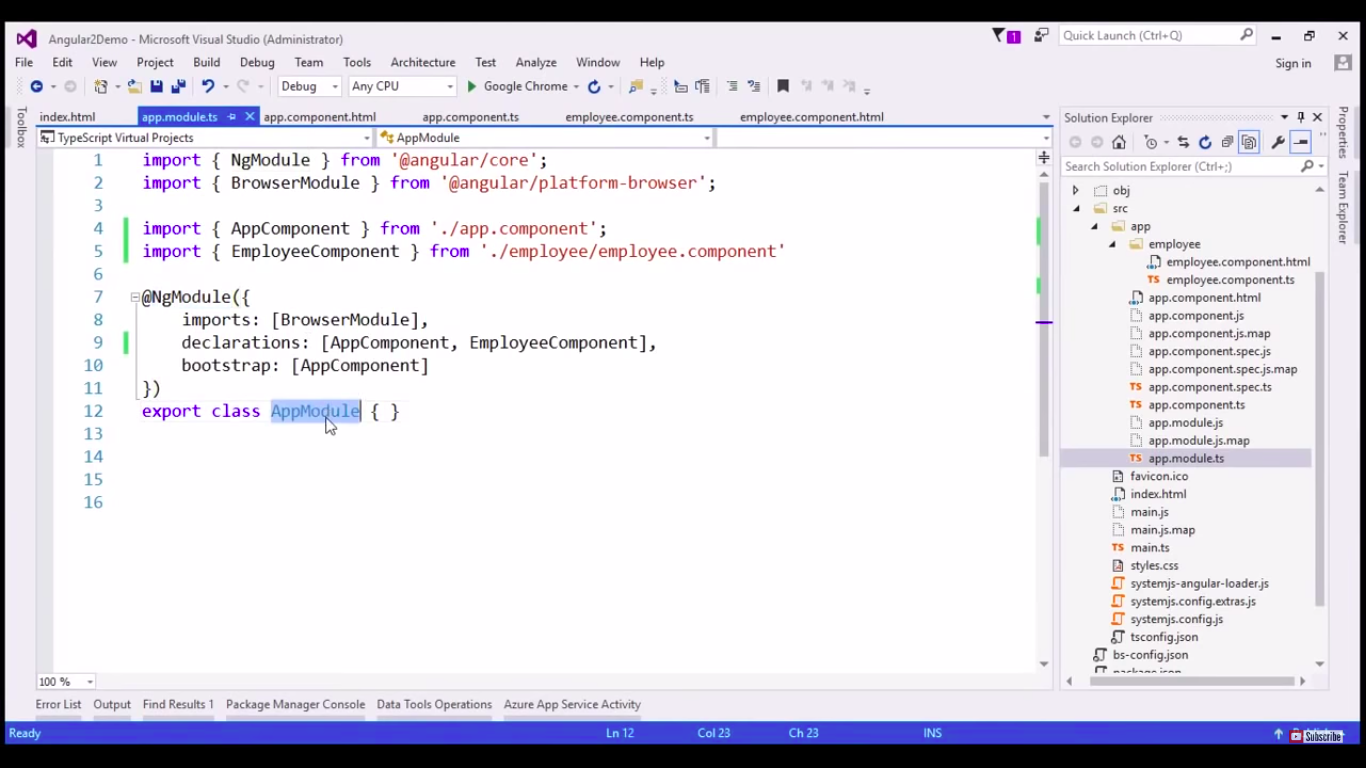 Angular2Demo - Microsoft Visual Studio (Administrator)
1
Quick Launch (Ctrl+Q)
File Edit View Project Build Debug Team Tools Architecture Test Analyze Window Help
Sign in
Debug Any CPU Google Chrome
Toolbox
index.html app.module.ts app.component.html app.component.ts employee.component.ts employee.component.html
TypeScript Virtual Projects AppModule
1 import { NgModule } from '@angular/core';
2 import { BrowserModule } from '@angular/platform-browser';
3
4 import { AppComponent } from './app.component';
5 import { EmployeeComponent } from './employee/employee.component'
6
7 @NgModule({
8 imports: [BrowserModule],
9 declarations: [AppComponent, EmployeeComponent],
10 bootstrap: [AppComponent]
11 })
12 export class AppModule { }
13
14
15
16
100 %
Solution Explorer
Search Solution Explorer (Ctrl+;)
obj
src
app
employee
employee.component.html
employee.component.ts
app.component.html
app.component.js
app.component.js.map
app.component.spec.js
app.component.spec.js.map
app.component.spec.ts
app.component.ts
app.module.js
app.module.js.map
app.module.ts
favicon.ico
index.html
main.js
main.js.map
main.ts
styles.css
systemjs-angular-loader.js
systemjs.config.extras.js
systemjs.config.js
tsconfig.json
bs-config.json
package.json
Properties
Team Explorer
Error List Output Find Results 1 Package Manager Console Data Tools Operations Azure App Service Activity
Ready Ln 12 Col 23 Ch 23 INS
Subscribe